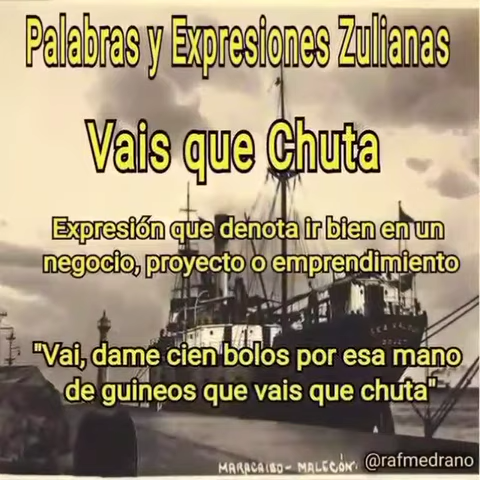 Palabras y Expresiones Zulianas
Vais que Chuta
Expresión que denota ir bien en un
negocio, proyecto o emprendimiento
"Vai, dame cien bolos por esa mano
de guineos que vais que chuta"
MARACAIBO - MALECÓN.
@rafmedrano